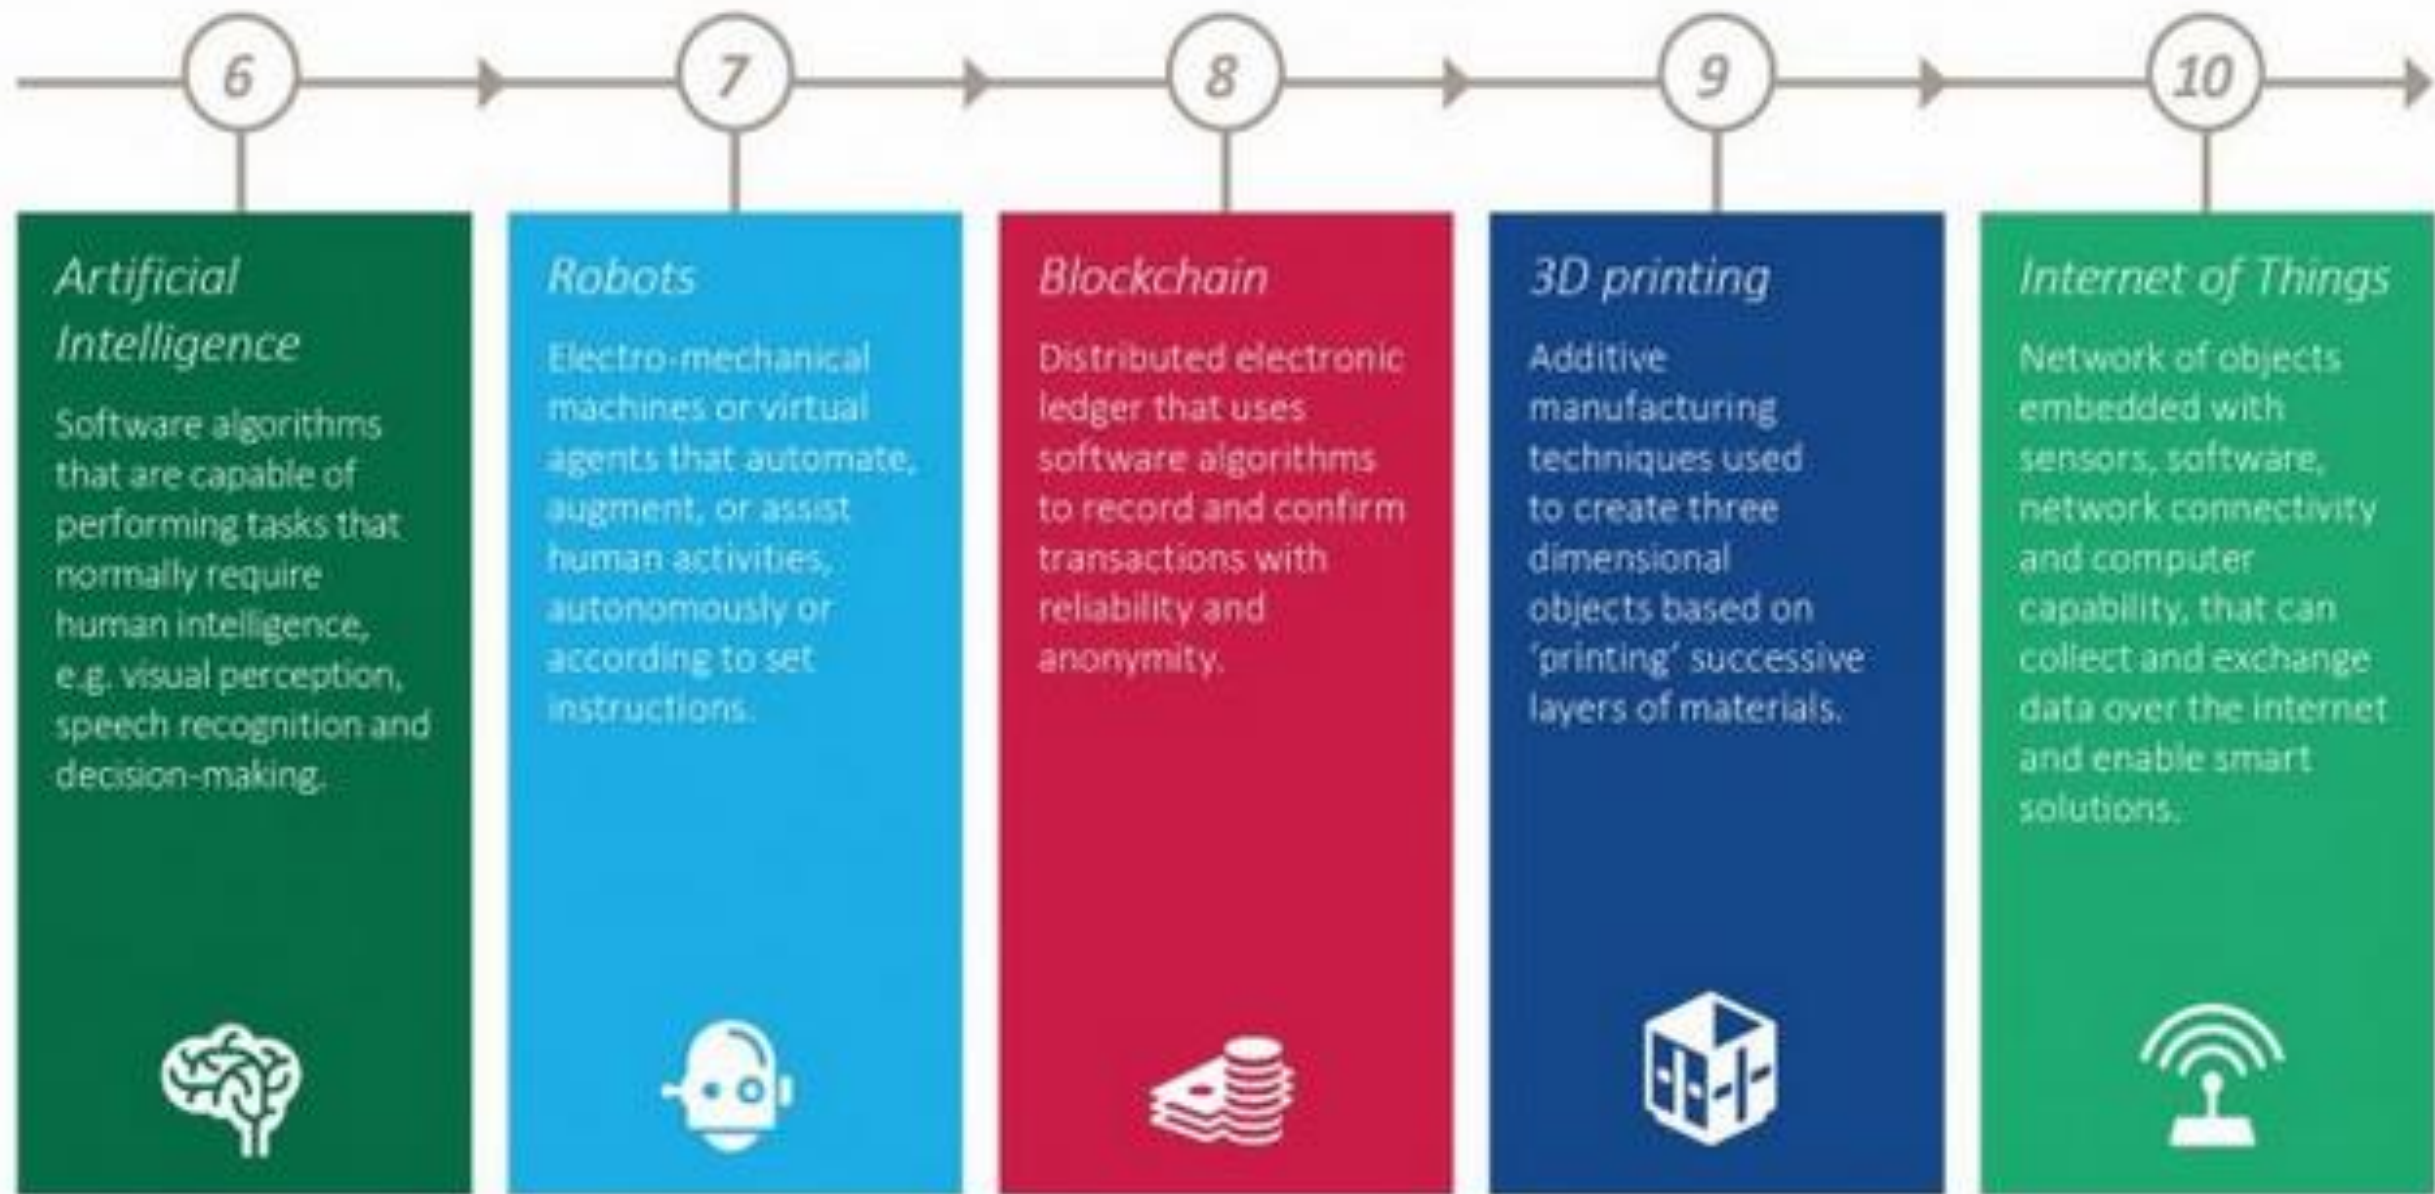 6
7
8
9
10
Artificial
Intelligence
Software algorithms
that are capable of
performing tasks that
normally require
human intelligence,
e.g. visual perception,
speech recognition and
decision-making.
Robots
Electro-mechanical
machines or virtual
agents that automate,
augment, or assist
human activities,
autonomously or
according to set
instructions.
Blockchain
Distributed electronic
ledger that uses
software algorithms
to record and confirm
transactions with
reliability and
anonymity.
3D printing
Additive
manufacturing
techniques used
to create three
dimensional
objects based on
'printing' successive
layers of materials.
Internet of Things
Network of objects
embedded with
sensors, software,
network connectivity
and computer
capability, that can
collect and exchange
data over the internet
and enable smart
solutions.